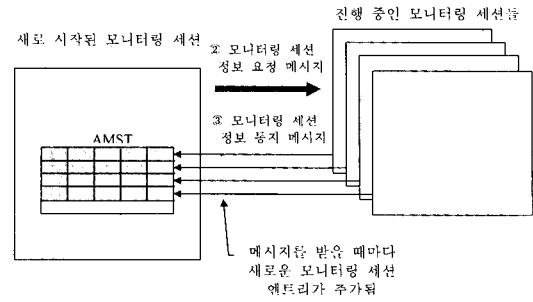 진행 중인 모니터링 세션들
새로 시작된 모니터링 세션
② 모니터링 세션
정보 요청 메시지
③ 모니터링 세션
정보 통지 메시지
AMST
메시지를 받을 때마다
새로운 모니터링 세션
엔트리가 추가됨